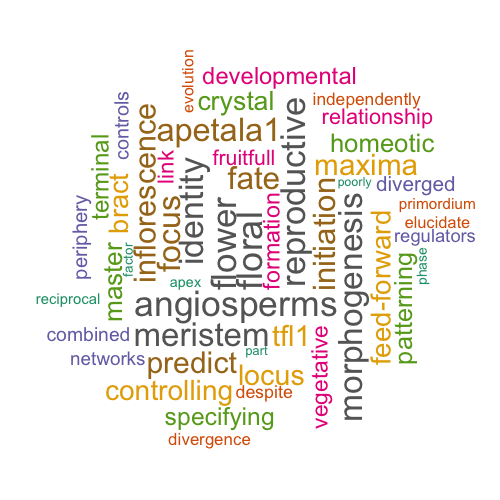 evolution
developmental
crystal
independently
controls
inflorescence
apetala1
reproductive
relationship
terminal
link
fruitfull
homeotic
bract
focus
identity
fate
maxima
poorly
diverged
periphery
flower
floral
formation
initiation
primordium
elucidate
regulators
master
factor
apex
morphogenesis
feed-forward
patterning
phase
reciprocal
angiosperms
combined
meristem
tfl1
networks
predict
part
locus
vegetative
controlling
despite
specifying
divergence